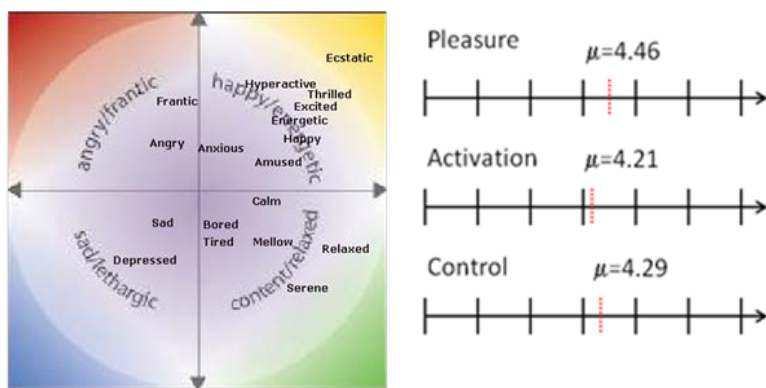 Ecstatic
Hyperactive
Thrilled
Frantic
Excited
Energetic
Happy
Angry
Anxious
Amused
Calm
Sad
Bored
Tired
Mellow
Relaxed
Depressed
Serene
angry/frantic
happy/energetic
sad/lethargic
content/relaxed
Pleasure
μ=4.46
Activation
μ=4.21
Control
μ=4.29